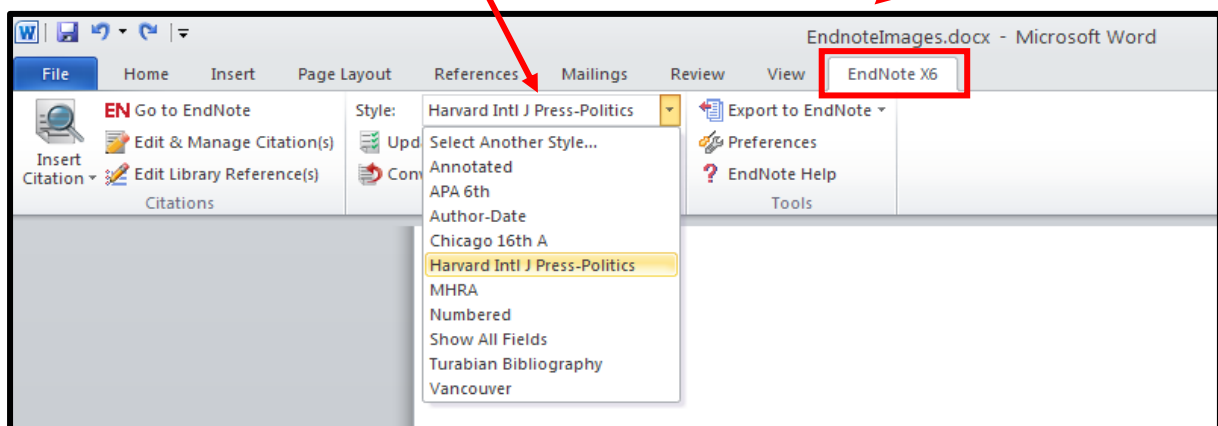 EndnoteImages.docx - Microsoft Word
File Home Insert Page Layout References Mailings Review View EndNote X6
Insert Citation
EN Go to EndNote
Edit & Manage Citation(s)
Edit Library Reference(s)
Citations
Style: Harvard Intl J Press-Politics
Select Another Style...
Annotated
APA 6th
Author-Date
Chicago 16th A
Harvard Intl J Press-Politics
MHRA
Numbered
Show All Fields
Turabian Bibliography
Vancouver
Export to EndNote
Preferences
? EndNote Help
Tools